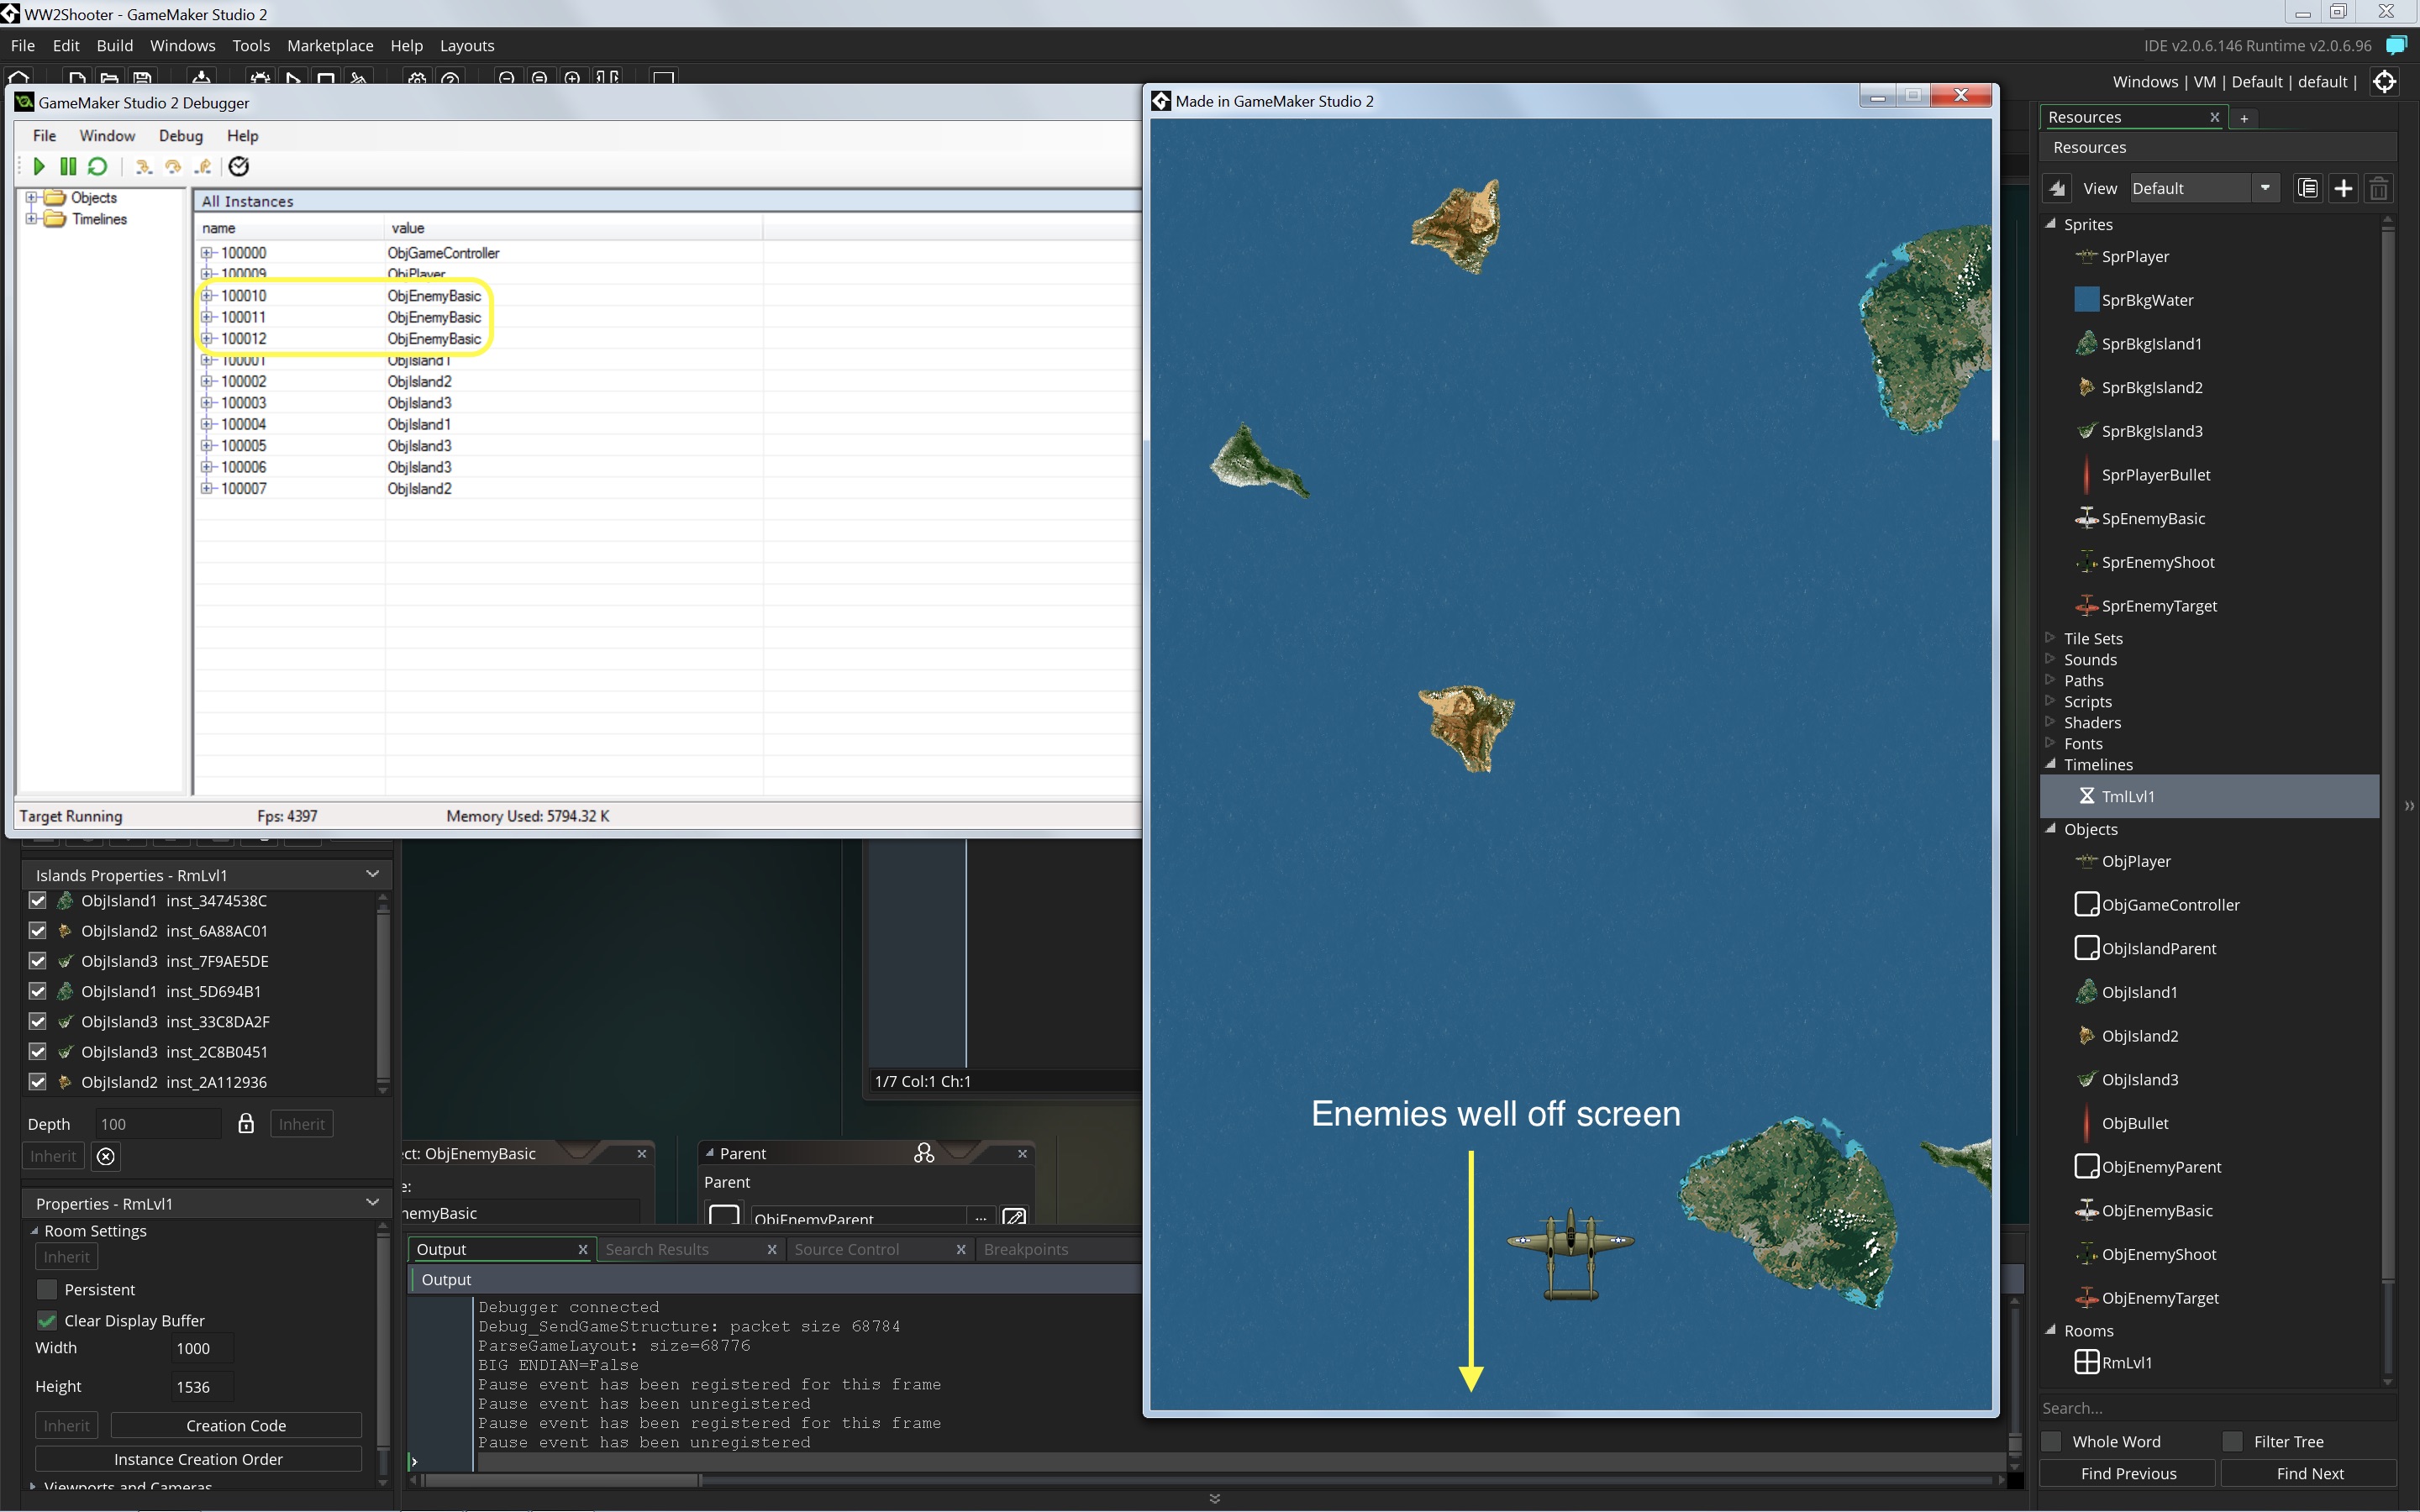 WW2Shooter - GameMaker Studio 2
File Edit Build Windows Tools Marketplace Help Layouts
IDE v2.0.6.146 Runtime v2.0.6.96
Windows | VM | Default | default |
GameMaker Studio 2 Debugger
File Window Debug Help
Objects
Timelines
All Instances
name value
100000 ObjGameController
100009 ObjPlayer
100010 ObjEnemyBasic
100011 ObjEnemyBasic
100012 ObjEnemyBasic
100001 ObjIsland1
100002 ObjIsland2
100003 ObjIsland3
100004 ObjIsland1
100005 ObjIsland3
100006 ObjIsland3
100007 ObjIsland2
Target Running Fps: 4397 Memory Used: 5794.32 K
Made in GameMaker Studio 2
Enemies well off screen
Islands Properties - RmLvl1
ObjIsland1 inst_3474538C
ObjIsland2 inst_6A88AC01
ObjIsland3 inst_7F9AE5DE
ObjIsland1 inst_5D694B1
ObjIsland3 inst_33C8DA2F
ObjIsland3 inst_2C8B0451
ObjIsland2 inst_2A112936
Depth 100 Inherit
Inherit
Properties - RmLvl1
Room Settings
Inherit
Persistent
Clear Display Buffer
Width 1000
Height 1536
Inherit Creation Code
Instance Creation Order
Viewports and Cameras
1/7 Col:1 Ch:1
ect: ObjEnemyBasic
e:
nemyBasic
Parent
Parent
ObjEnemyParent ...
Output Search Results Source Control Breakpoints
Output
Debugger connected
Debug_SendGameStructure: packet size 68784
ParseGameLayout: size=68776
BIG ENDIAN=False
Pause event has been registered for this frame
Pause event has been unregistered
Pause event has been registered for this frame
Pause event has been unregistered
Resources
Resources
View Default
Sprites
SprPlayer
SprBkgWater
SprBkgIsland1
SprBkgIsland2
SprBkgIsland3
SprPlayerBullet
SpEnemyBasic
SprEnemyShoot
SprEnemyTarget
Tile Sets
Sounds
Paths
Scripts
Shaders
Fonts
Timelines
TmlLvl1
Objects
ObjPlayer
ObjGameController
ObjIslandParent
ObjIsland1
ObjIsland2
ObjIsland3
ObjBullet
ObjEnemyParent
ObjEnemyBasic
ObjEnemyShoot
ObjEnemyTarget
Rooms
RmLvl1
Search...
Whole Word Filter Tree
Find Previous Find Next